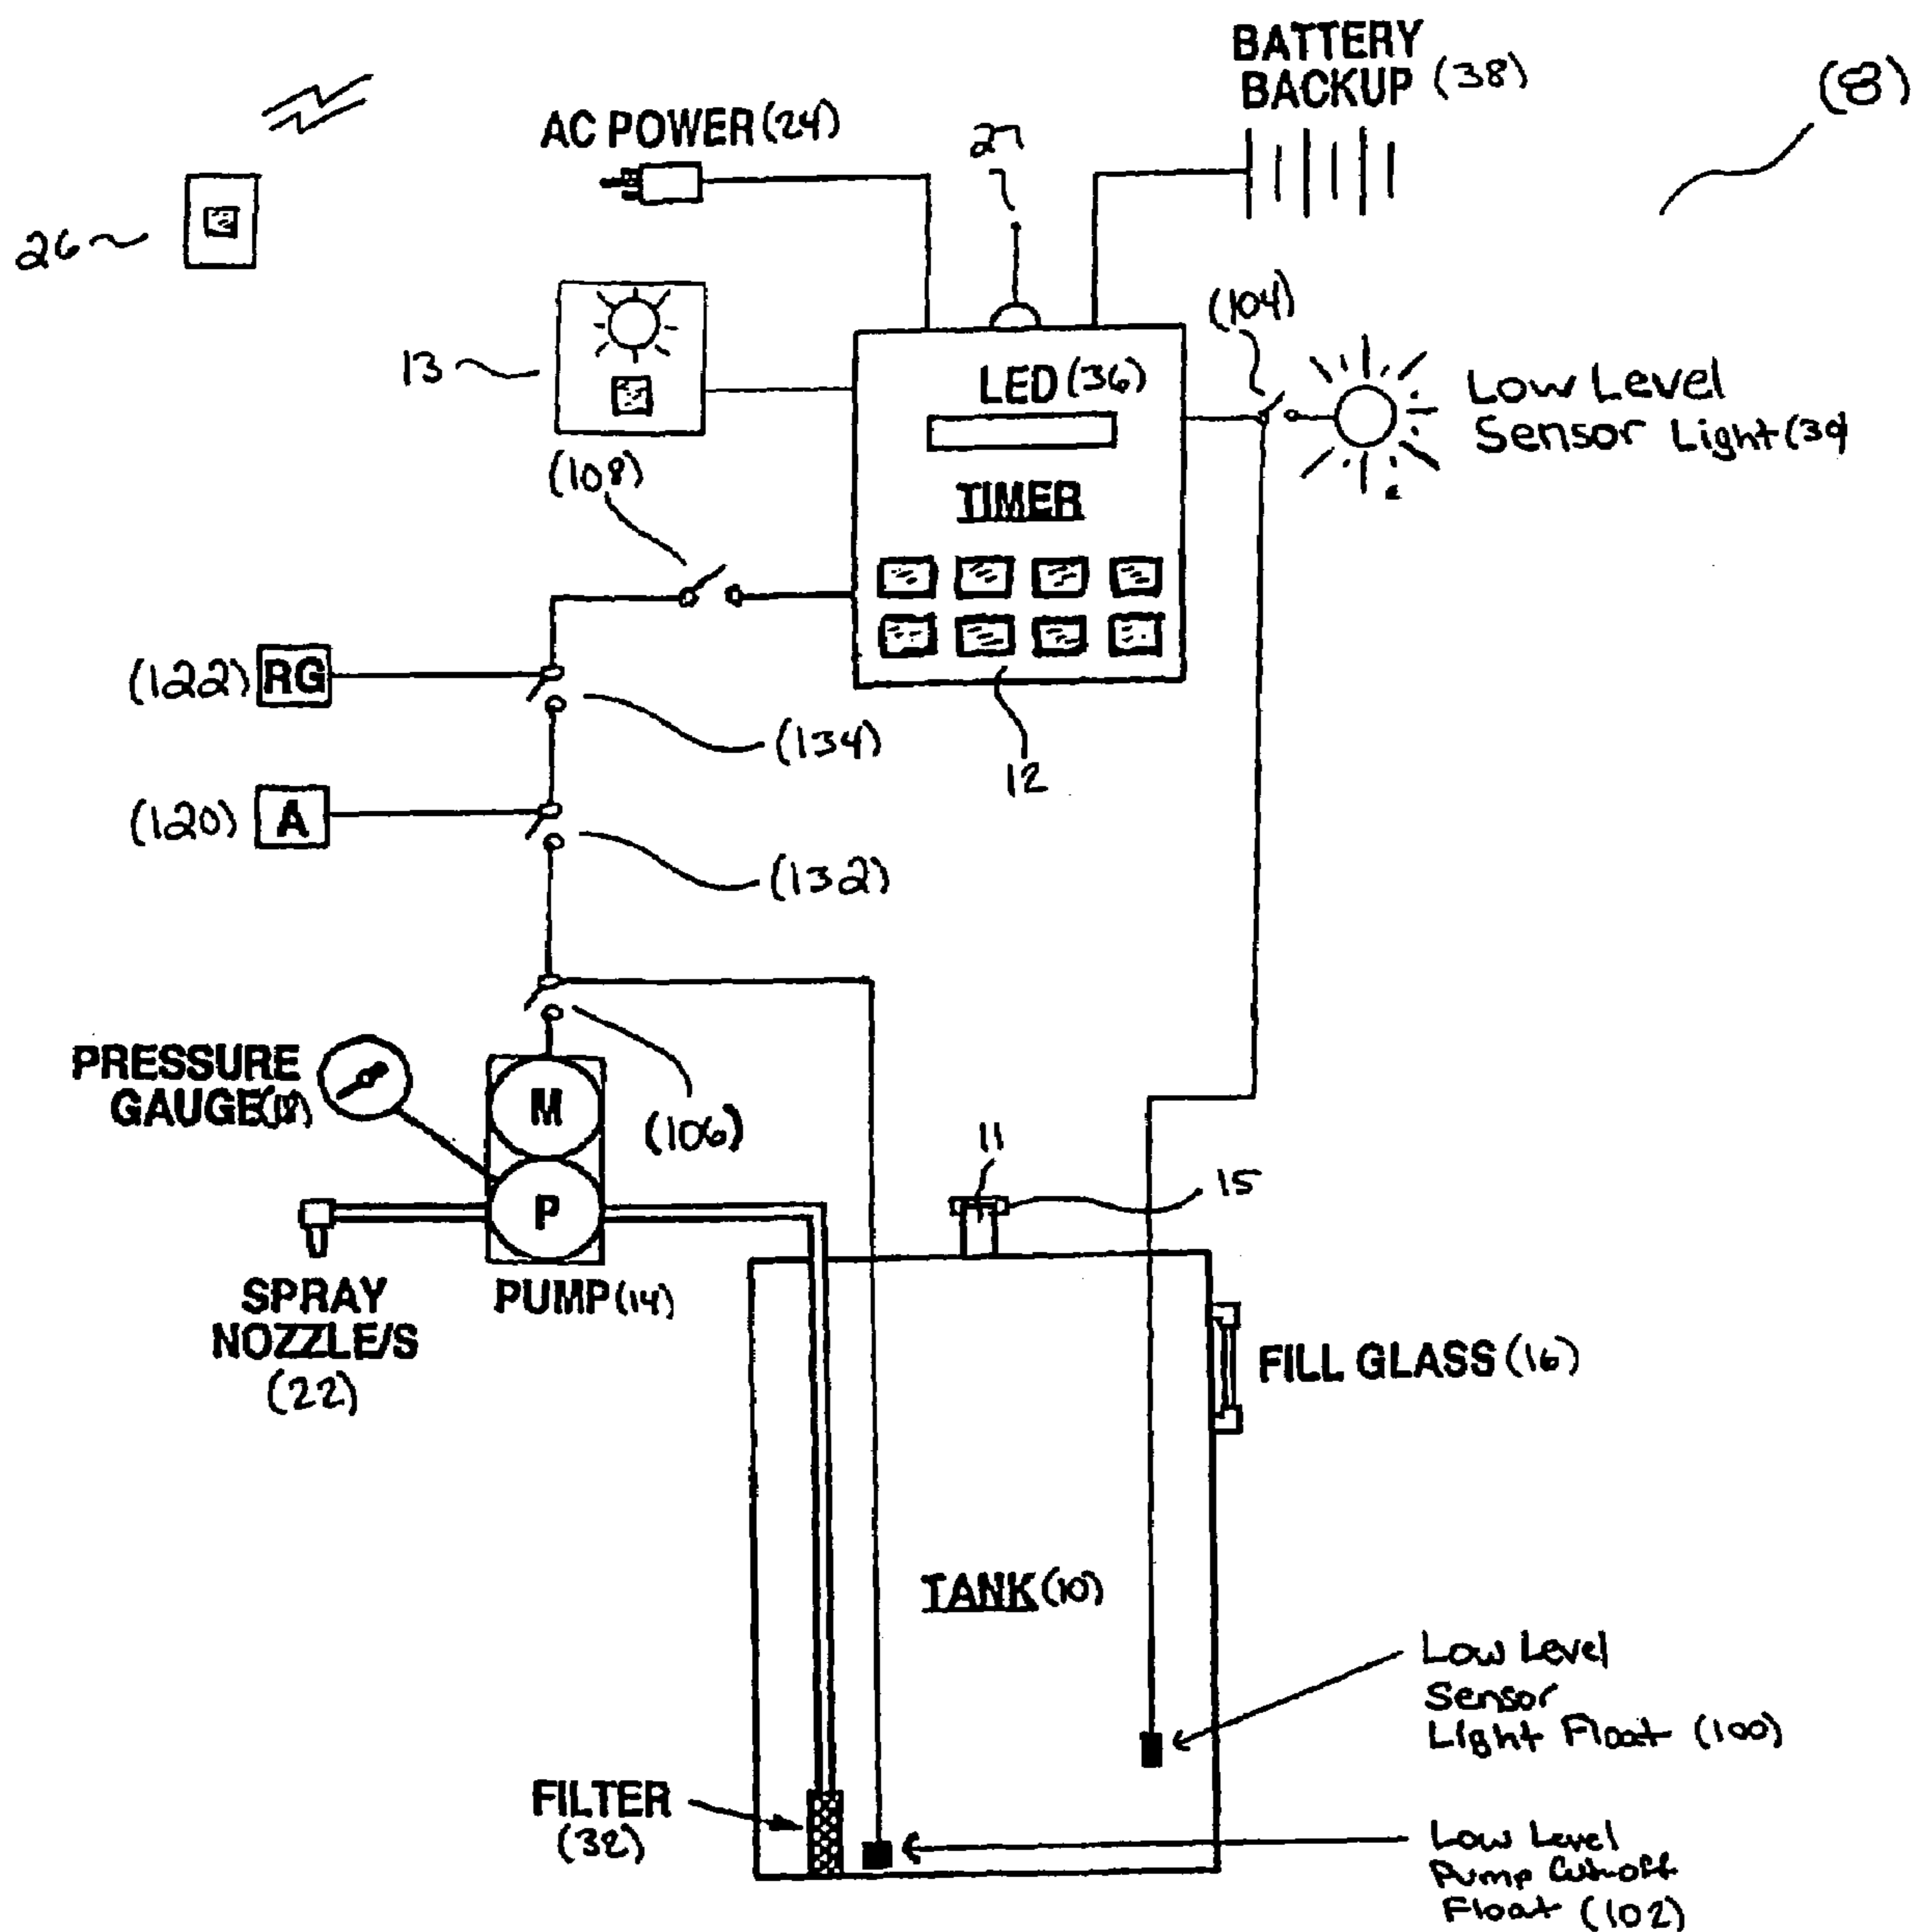 BATTERY
BACKUP (38)
(8)
AC POWER (24)
27
26
(104)
13
LED (36)
Low Level
Sensor Light (39
(108)
TIMER
(122) RG
(134)
12
(120) A
(132)
PRESSURE
GAUGE
M
(106)
11
15
P
SPRAY
NOZZLE/S
(22)
PUMP (14)
FILL GLASS (16)
TANK (10)
Low Level
Sensor
Light Float (100)
FILTER
(32)
Low Level
Pump Cutoff
Float (102)